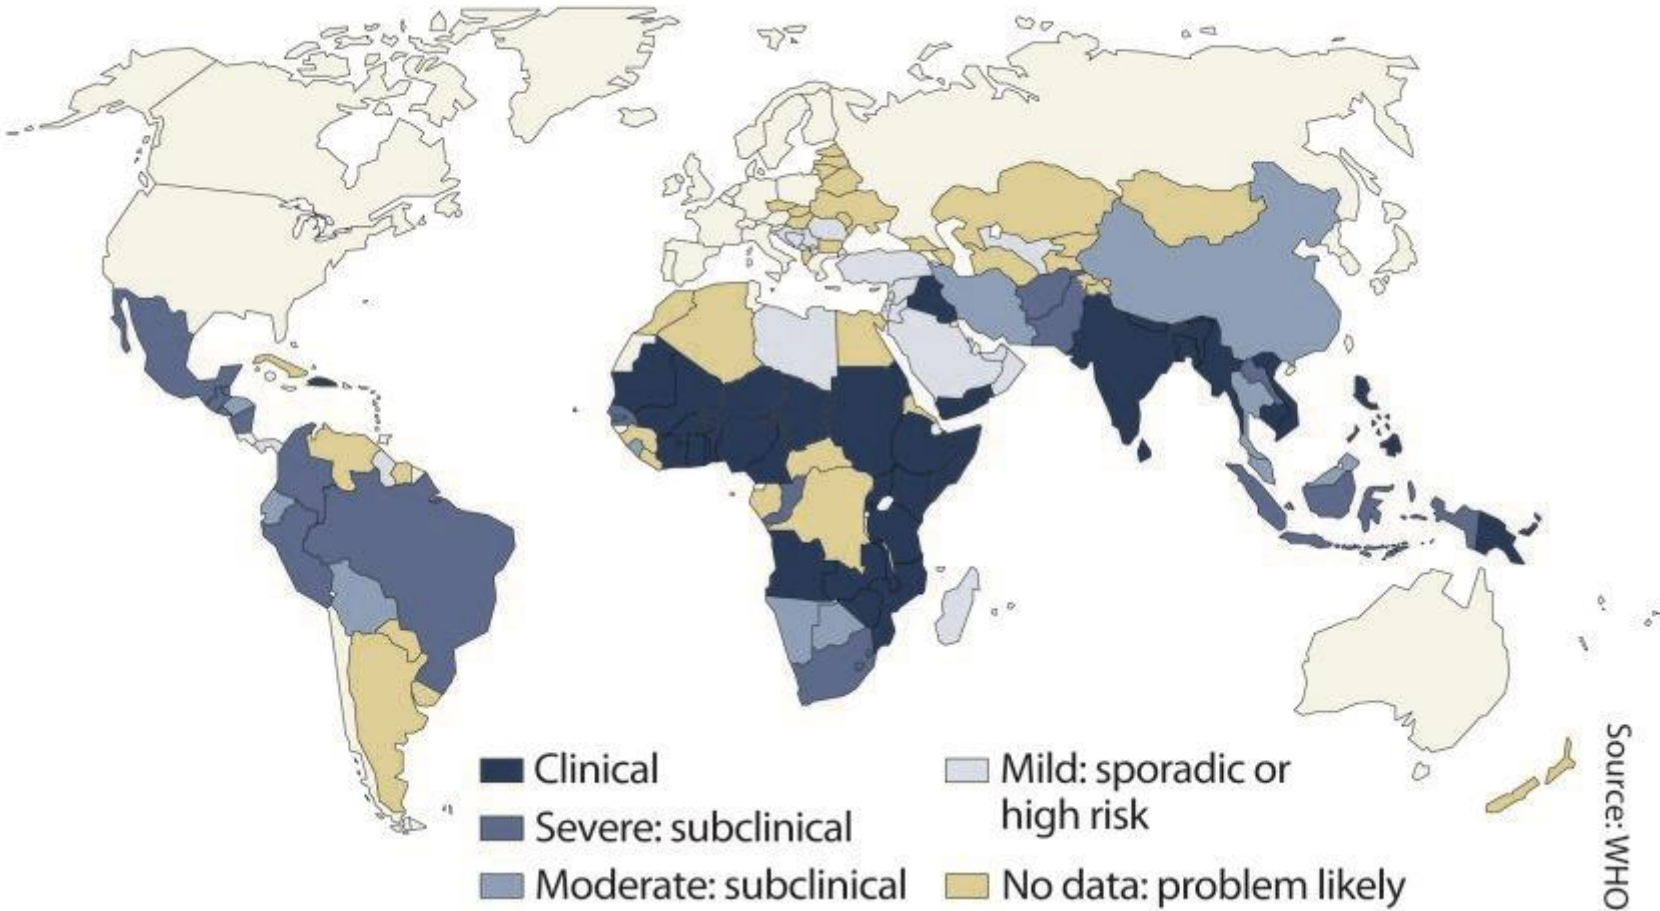 Clinical
Severe: subclinical
Moderate: subclinical
Mild: sporadic or
high risk
No data: problem likely
Source: WHO